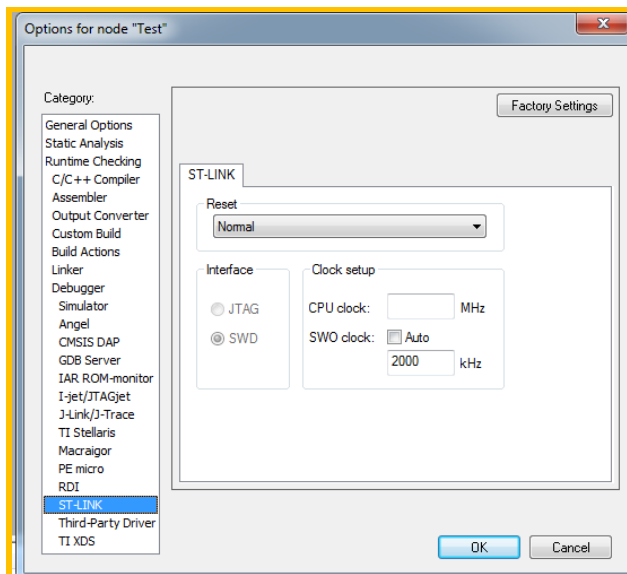 Options for node "Test"
Category:
Factory Settings
General Options
Static Analysis
Runtime Checking
C/C++ Compiler
Assembler
Output Converter
Custom Build
Build Actions
Linker
Debugger
Simulator
Angel
CMSIS DAP
GDB Server
IAR ROM-monitor
I-jet/JTAGjet
J-Link/J-Trace
TI Stellaris
Macraigor
PE micro
RDI
ST-LINK
Third-Party Driver
TI XDS
ST-LINK
Reset
Normal
Interface
JTAG
SWD
Clock setup
CPU clock: MHz
SWO clock: Auto
2000 kHz
OK Cancel